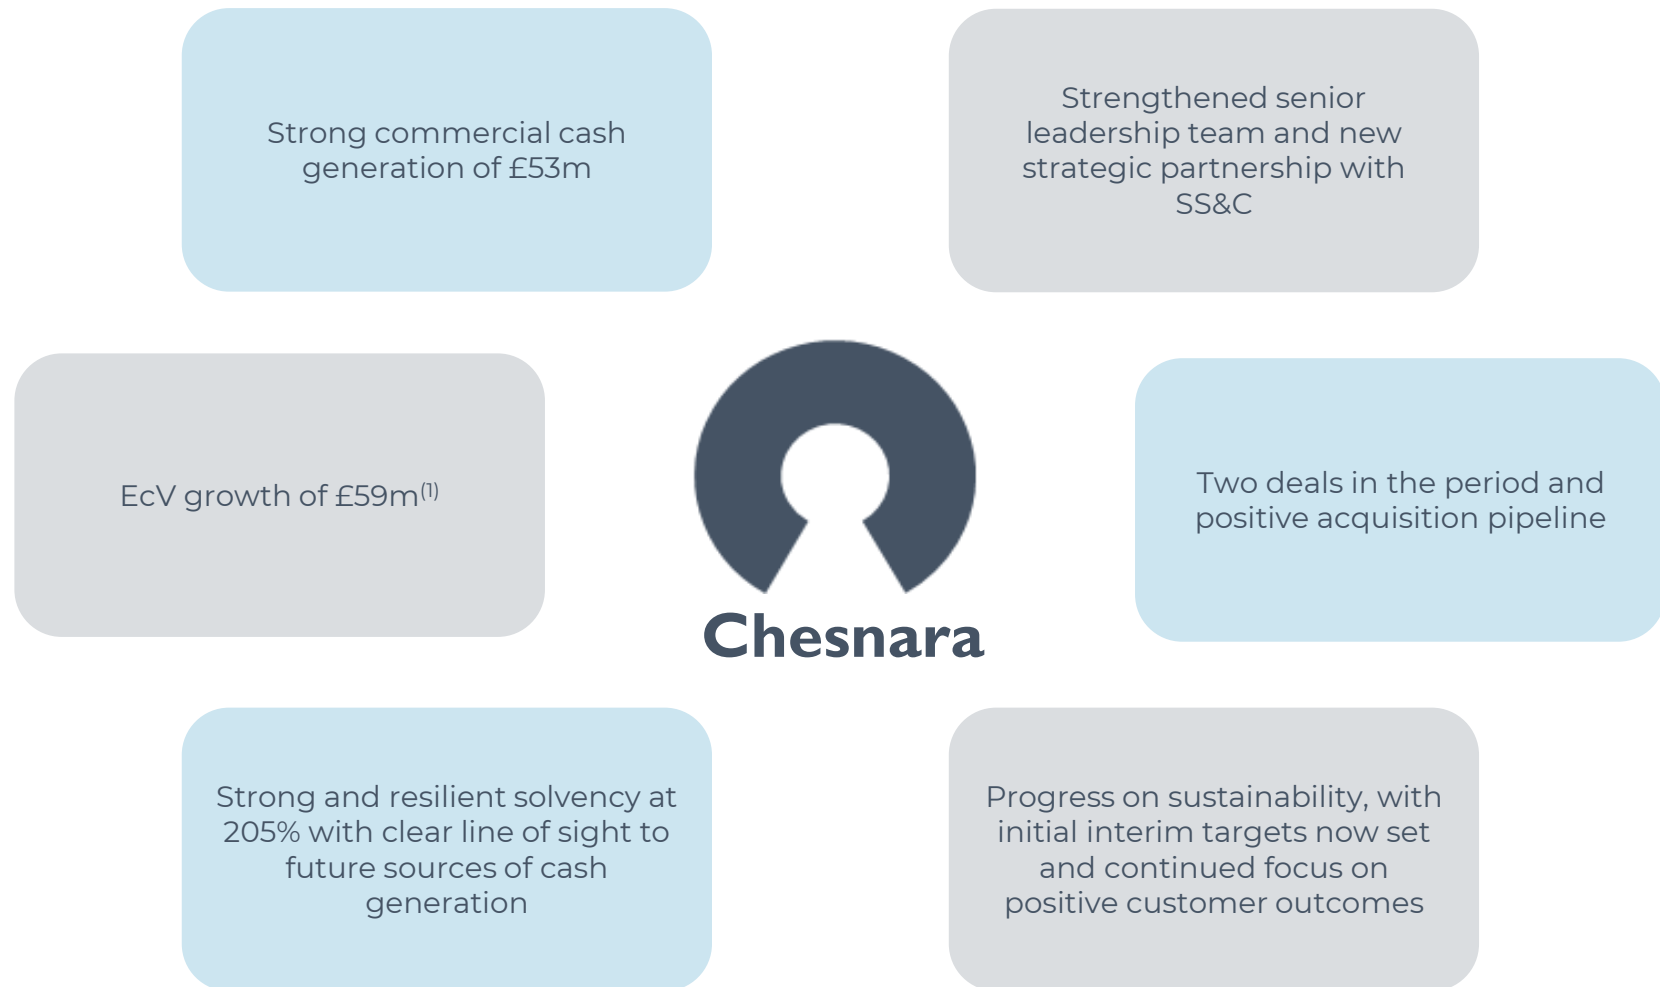 Strong commercial cash
generation of £53m
Strengthened senior
leadership team and new
strategic partnership with
SS&C
EcV growth of £59m(1)
Chesnara
Two deals in the period and
positive acquisition pipeline
Strong and resilient solvency at
205% with clear line of sight to
future sources of cash
generation
Progress on sustainability, with
initial interim targets now set
and continued focus on
positive customer outcomes